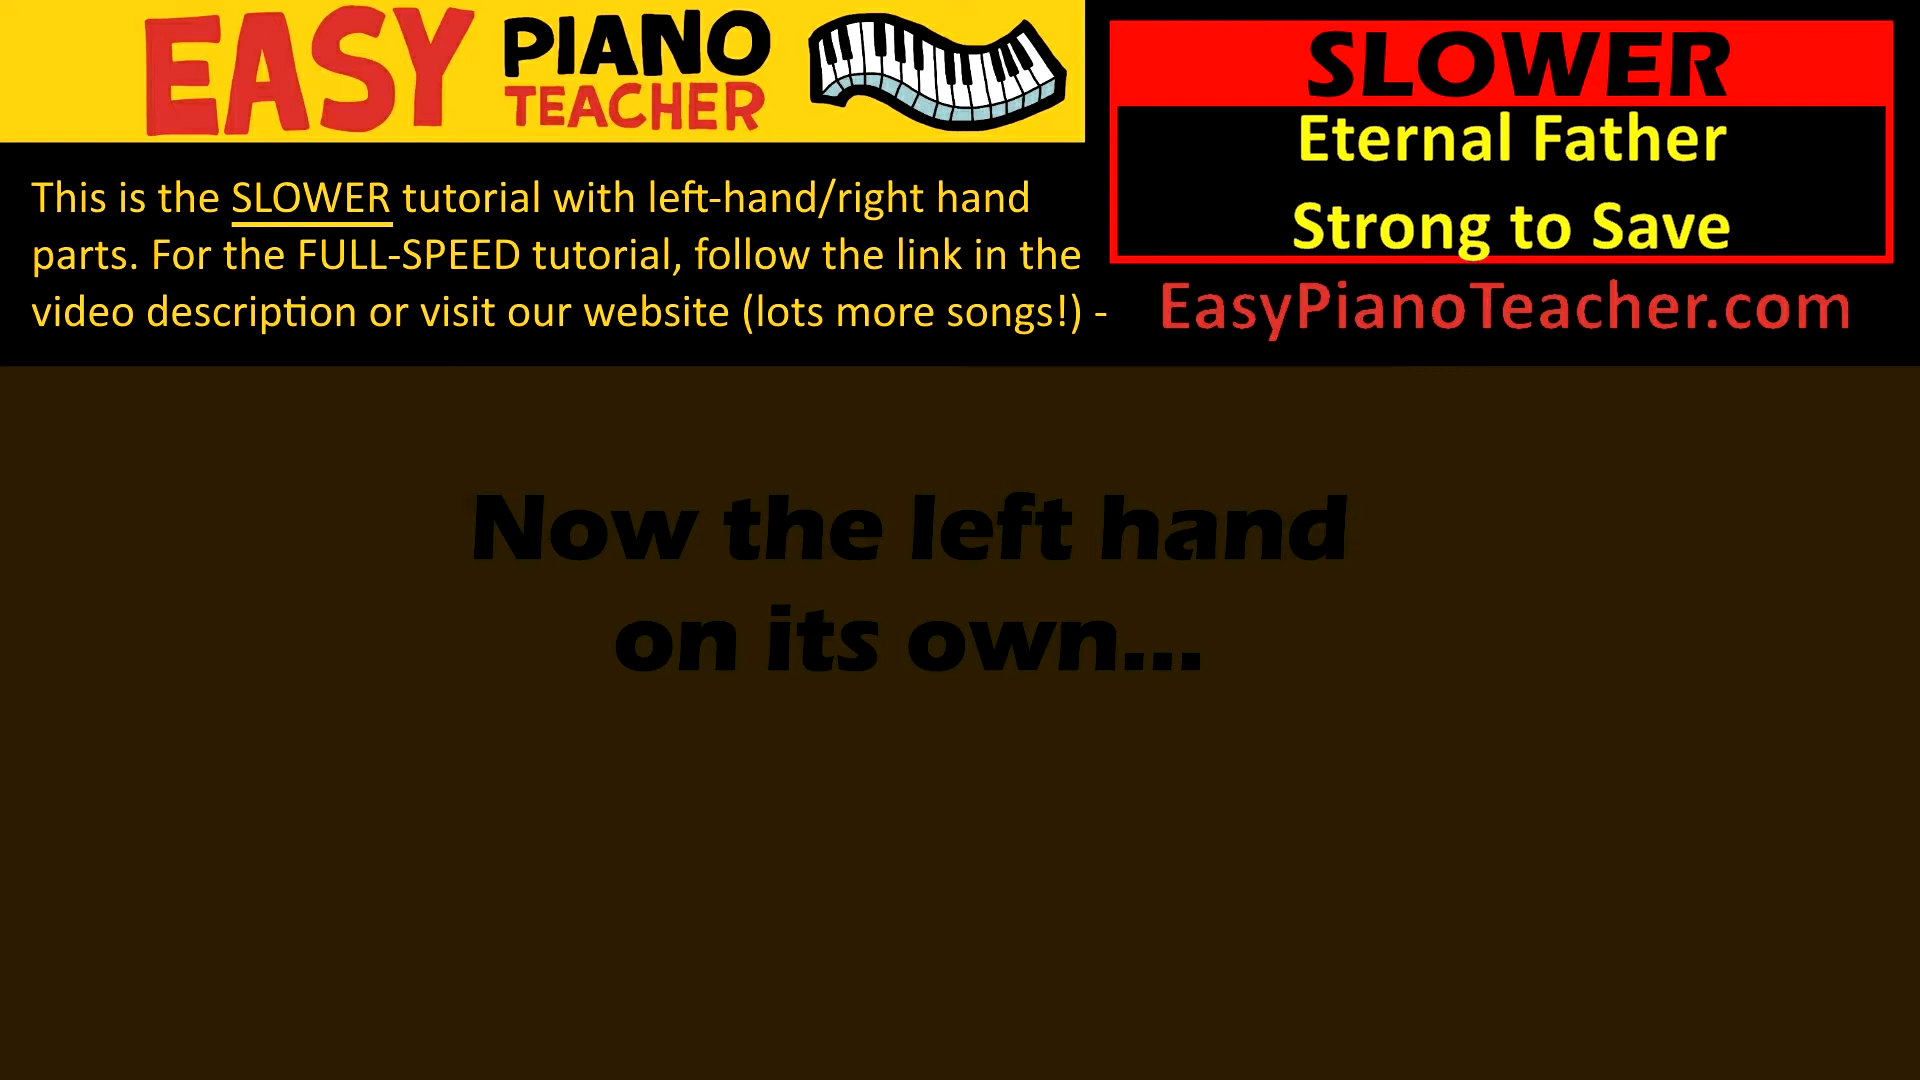 EASY PIANO TEACHER
SLOWER
Eternal Father
Strong to Save
This is the SLOWER tutorial with left-hand/right hand
parts. For the FULL-SPEED tutorial, follow the link in the
video description or visit our website (lots more songs!) -
EasyPianoTeacher.com
Now the left hand
on its own...